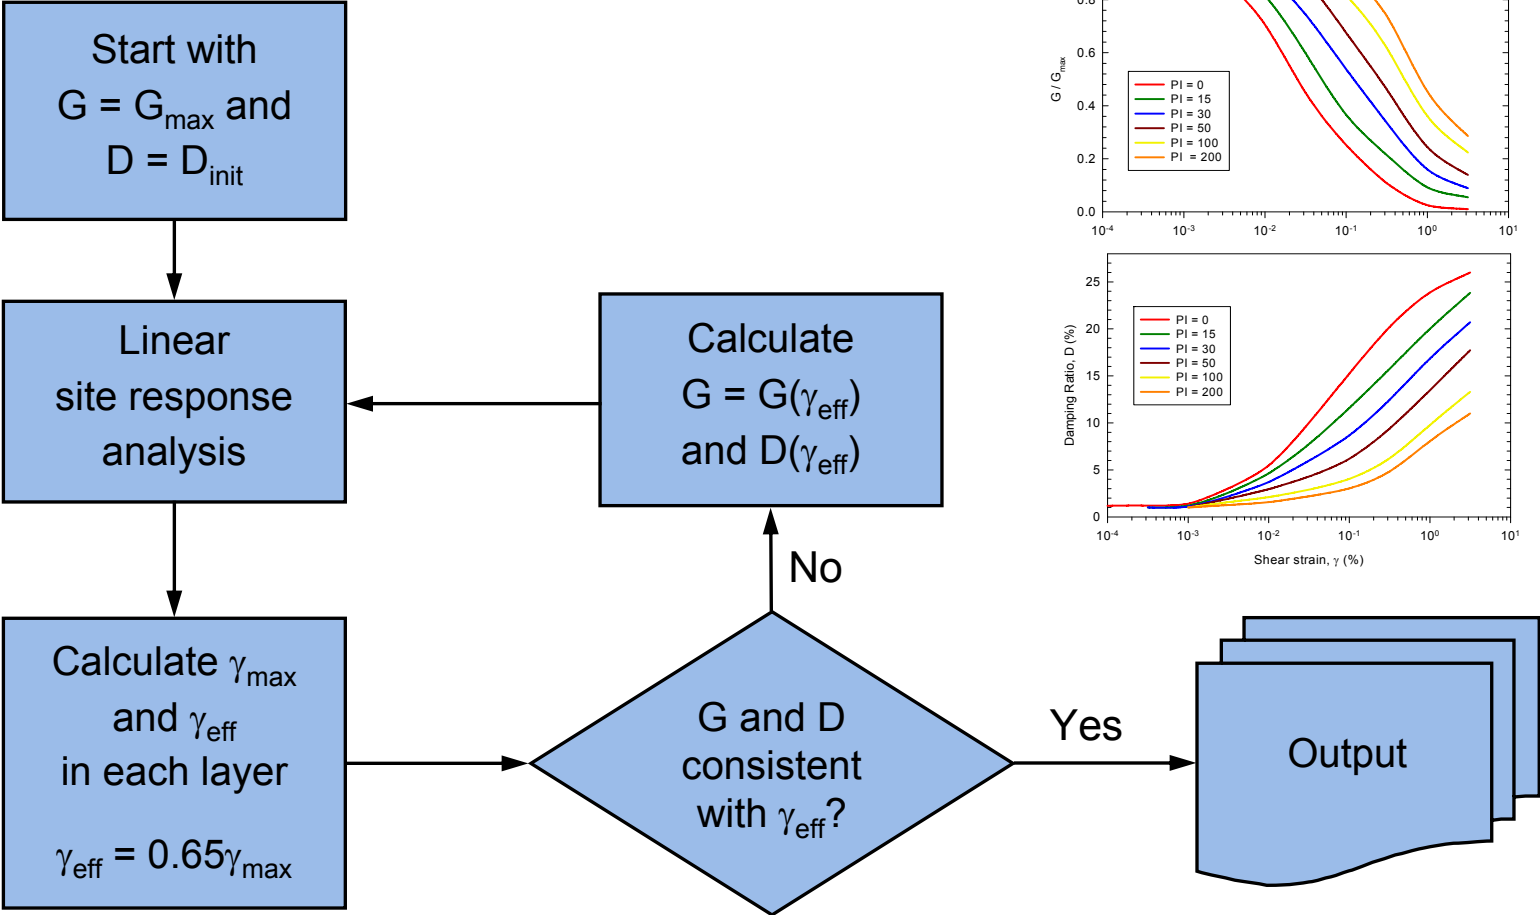 Start with
G = Gmax and
D = Dinit
Linear
site response
analysis
Calculate γmax
and γeff
in each layer
γeff = 0.65γmax
Calculate
G = G(γeff)
and D(γeff)
No
G and D
consistent
with γeff?
Yes
Output
0.8
0.6
0.4
0.2
0.0
G / Gmax
PI = 0
PI = 15
PI = 30
PI = 50
PI = 100
PI = 200
10-4
10-3
10-2
10-1
100
101
25
20
15
10
5
0
Damping Ratio, D (%)
PI = 0
PI = 15
PI = 30
PI = 50
PI = 100
PI = 200
10-4
10-3
10-2
10-1
100
101
Shear strain, γ (%)